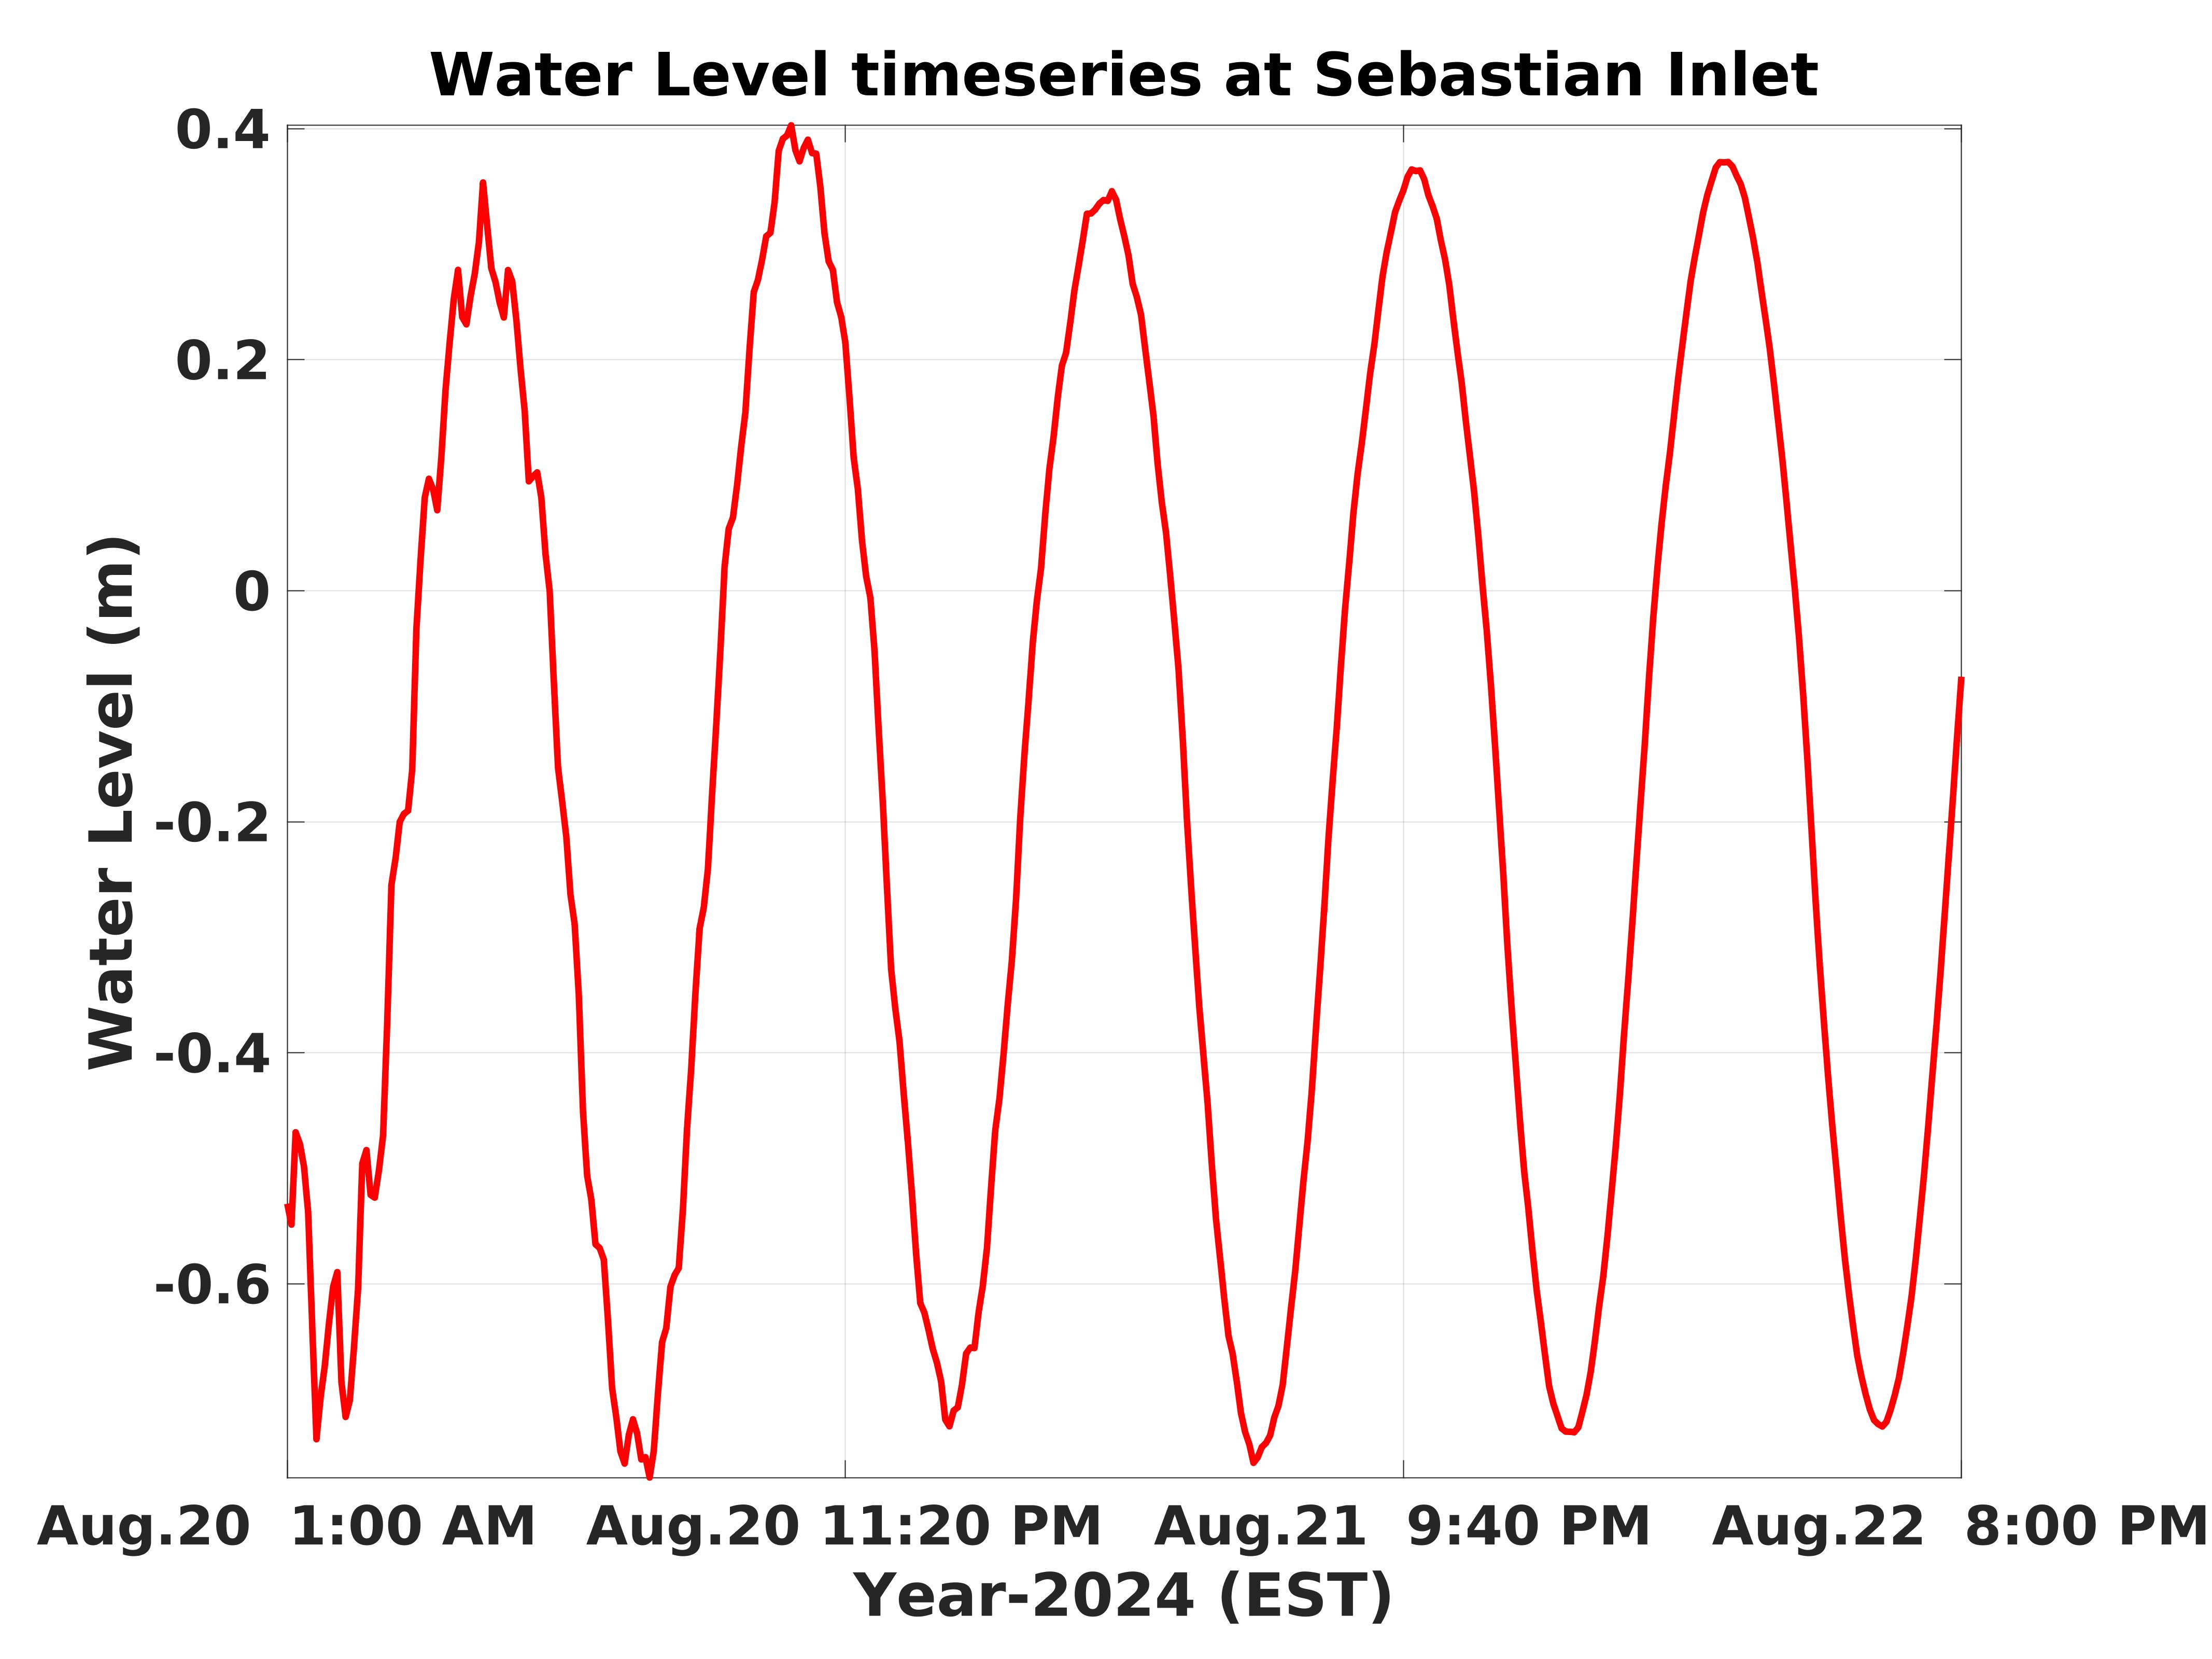 Water Level timeseries at Sebastian Inlet
0.4
0.2
0
-0.2
-0.4
-0.6
Water Level (m)
Aug.20 1:00 AM Aug.20 11:20 PM Aug.21 9:40 PM Aug.22 8:00 PM
Year-2024 (EST)